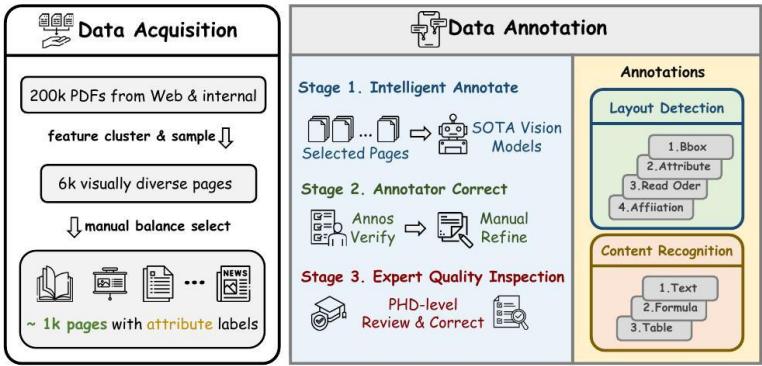 Data Acquisition
200k PDFs from Web & internal
feature cluster & sample
6k visually diverse pages
manual balance select
NEWS
~ 1k pages with attribute labels
Data Annotation
Stage 1. Intelligent Annotate
...
Selected Pages
SOTA Vision
Models
Stage 2. Annotator Correct
Annos
Verify
Manual
Refine
Stage 3. Expert Quality Inspection
PHD-level
Review & Correct
Annotations
Layout Detection
1.Bbox
2.Attribute
3.Read Oder
4.Affiiation
Content Recognition
1.Text
2.Formula
3.Table